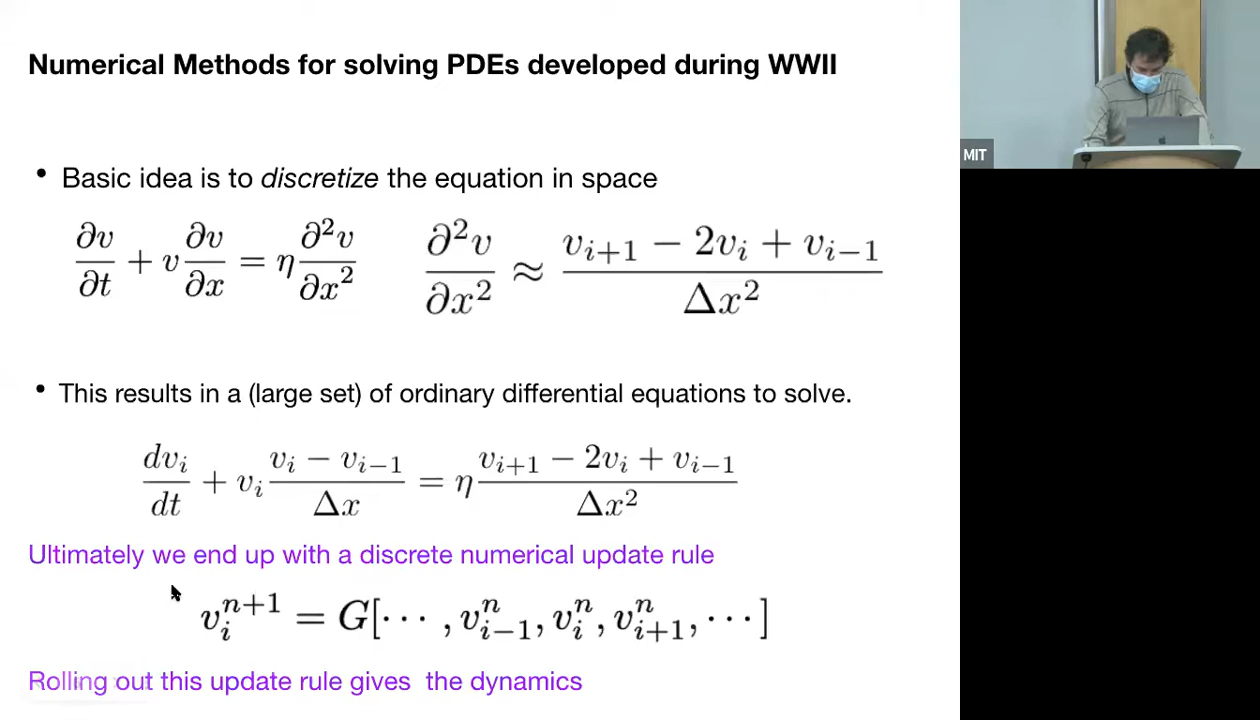 Numerical Methods for solving PDEs developed during WWII
• Basic idea is to discretize the equation in space
∂v/∂t + v ∂v/∂x = η ∂²v/∂x²    ∂²v/∂x² ≈ (v_{i+1} − 2v_i + v_{i−1})/Δx²
• This results in a (large set) of ordinary differential equations to solve.
dv_i/dt + v_i (v_i − v_{i−1})/Δx = η (v_{i+1} − 2v_i + v_{i−1})/Δx²
Ultimately we end up with a discrete numerical update rule
v_i^{n+1} = G[⋯ , v_{i−1}^n, v_i^n, v_{i+1}^n, ⋯]
Rolling out this update rule gives the dynamics
MIT